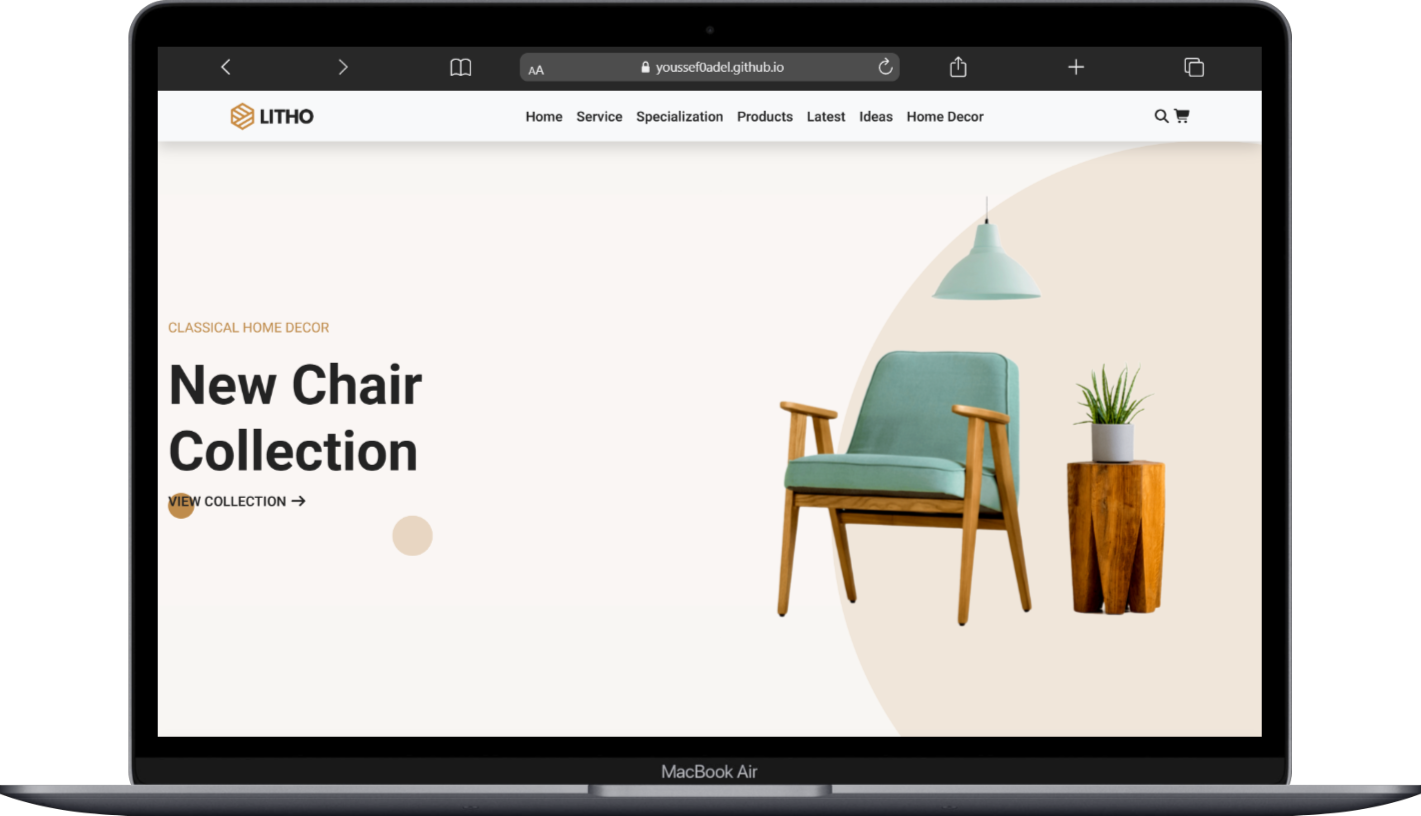 AA
youssef0adel.github.io
LITHO
Home Service Specialization Products Latest Ideas Home Decor
CLASSICAL HOME DECOR
New Chair
Collection
VIEW COLLECTION →
MacBook Air